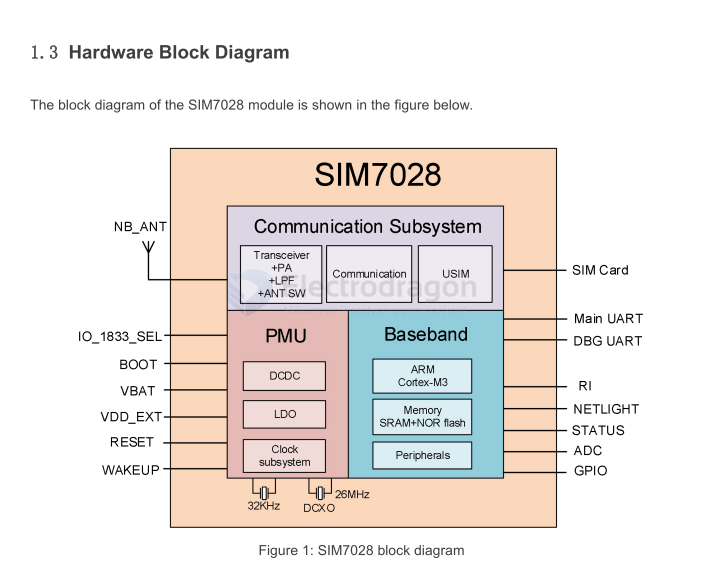 1. 3 Hardware Block Diagram
The block diagram of the SIM7028 module is shown in the figure below.
SIM7028
Communication Subsystem
NB_ANT
Transceiver
+PA
+LPF
+ANT SW
Communication
USIM
Electrodragon
SIM Card
Main UART
DBG UART
IO_1833_SEL
PMU
Baseband
BOOT
DCDC
ARM
Cortex-M3
RI
VBAT
LDO
Memory
SRAM+NOR flash
NETLIGHT
VDD_EXT
STATUS
RESET
Clock
subsystem
Peripherals
ADC
WAKEUP
GPIO
32KHz
DCXO
26MHz
Figure 1: SIM7028 block diagram